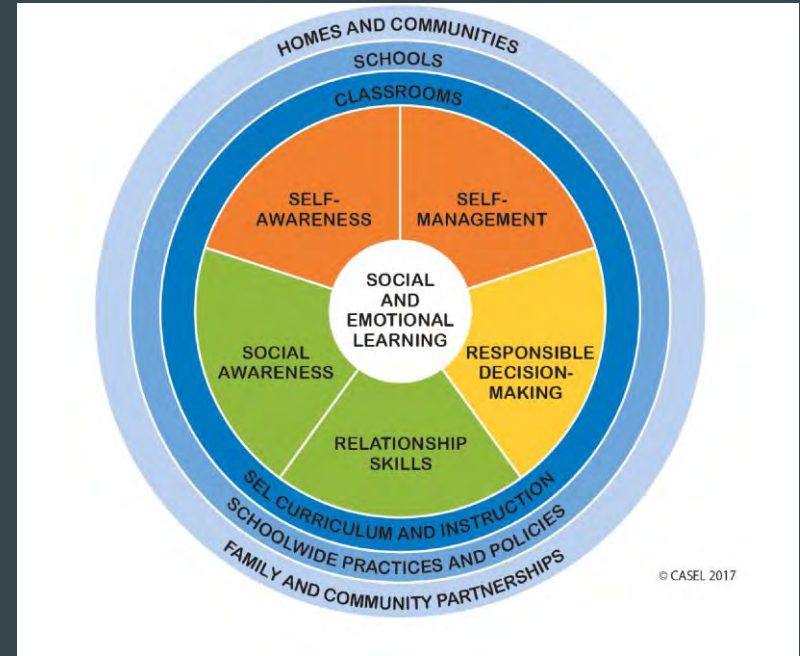 HOMES AND COMMUNITIES
SCHOOLS
CLASSROOMS
SELF-
AWARENESS
SELF-
MANAGEMENT
SOCIAL
AND
EMOTIONAL
LEARNING
SOCIAL
AWARENESS
RESPONSIBLE
DECISION-
MAKING
RELATIONSHIP
SKILLS
SEL CURRICULUM AND INSTRUCTION
SCHOOLWIDE PRACTICES AND POLICIES
FAMILY AND COMMUNITY PARTNERSHIPS
© CASEL 2017